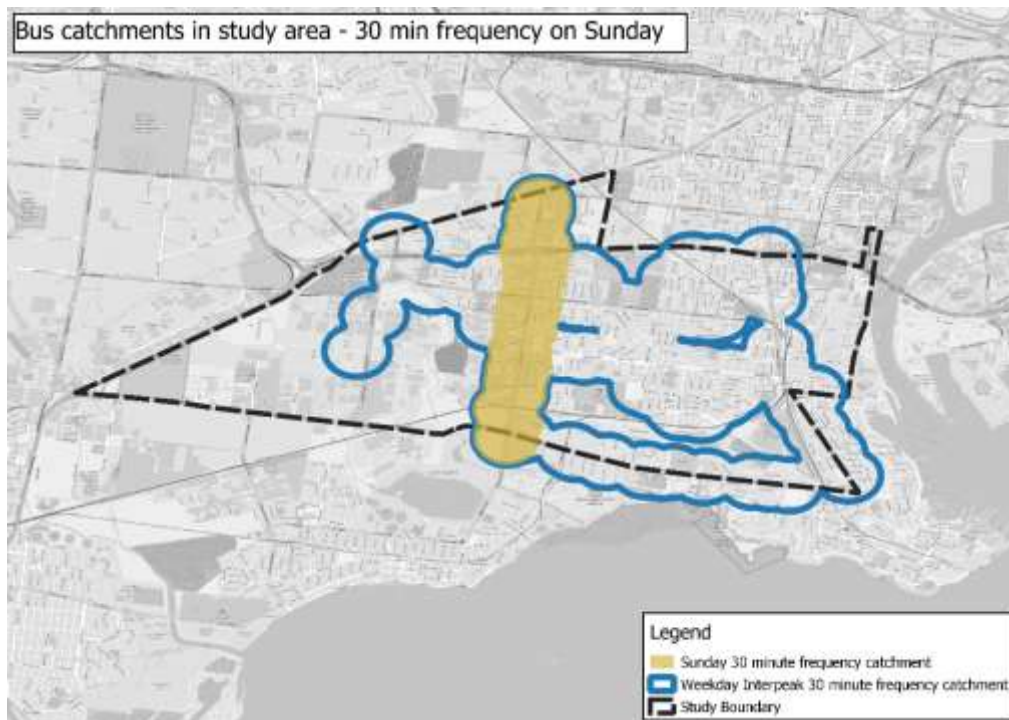 Bus catchments in study area - 30 min frequency on Sunday
Legend
Sunday 30 minute frequency catchment
Weekday Interpeak 30 minute frequency catchment
Study Boundary